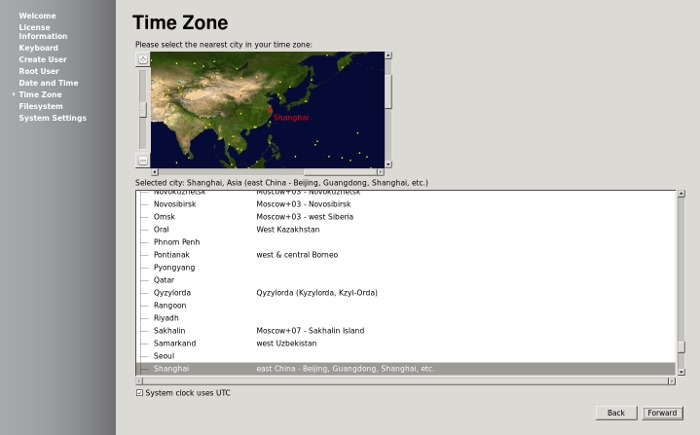 Welcome
License
Information
Keyboard
Create User
Root User
Date and Time
Time Zone
Filesystem
System Settings
Time Zone
Please select the nearest city in your time zone:
Shanghai
Selected city: Shanghai, Asia (east China - Beijing, Guangdong, Shanghai, etc.)
Novokuznetsk Moscow+03 - Novokuznetsk
Novosibirsk Moscow+03 - Novosibirsk
Omsk Moscow+03 - west Siberia
Oral West Kazakhstan
Phnom Penh
Pontianak west & central Borneo
Pyongyang
Qatar
Qyzylorda Qyzylorda (Kyzylorda, Kzyl-Orda)
Rangoon
Riyadh
Sakhalin Moscow+07 - Sakhalin Island
Samarkand west Uzbekistan
Seoul
Shanghai east China - Beijing, Guangdong, Shanghai, etc.
System clock uses UTC
Back Forward